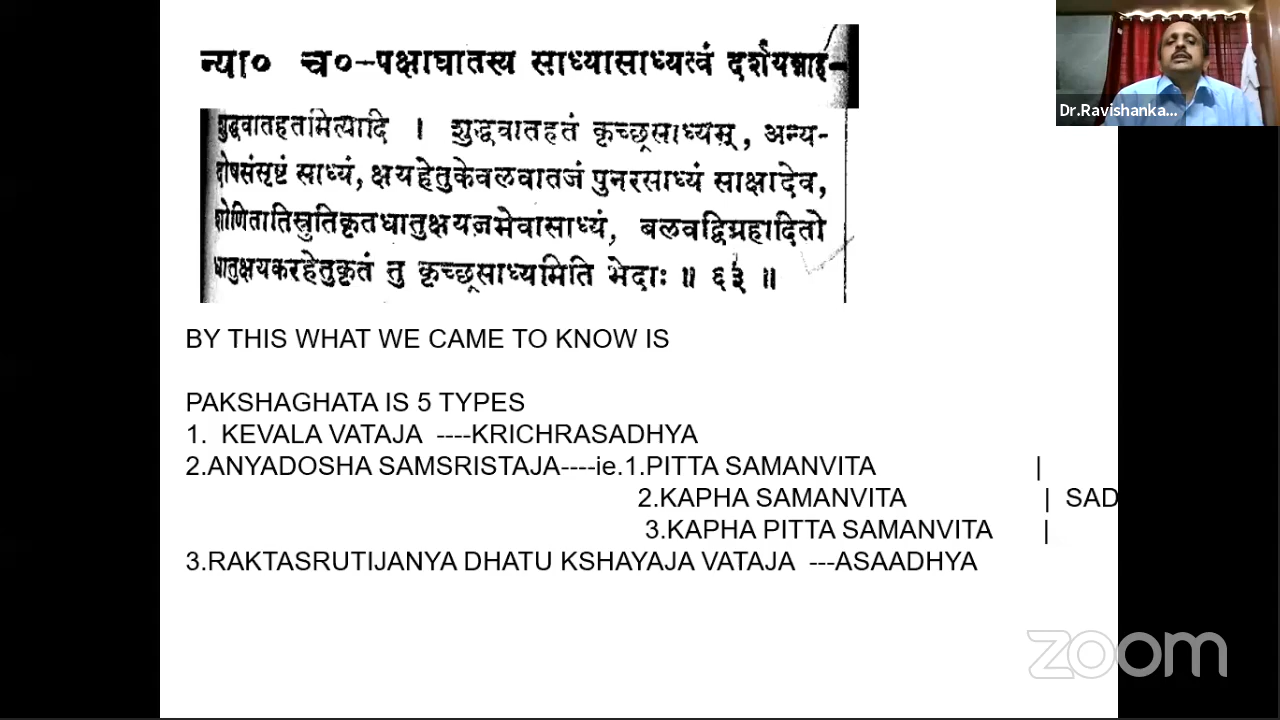 न्या० च०-पक्षाघातस्य साध्यासाध्यत्वं दर्शयन्नाह-
शुद्धवातहतमित्यादि । शुद्धवातहतं कृच्छ्रसाध्यम्, अन्य-
दोषसंसृष्टं साध्यं, क्षयहेतुकेवलवातजं पुनरसाध्यं साक्षादेव,
शोणितातिस्रुतिकृतधातुक्षयजमेवासाध्यं, बलवद्विग्रहादितो
धातुक्षयकरहेतुकृतं तु कृच्छ्रसाध्यमिति भेदाः ॥ ६३ ॥
Dr.Ravishanka...
BY THIS WHAT WE CAME TO KNOW IS
PAKSHAGHATA IS 5 TYPES
1. KEVALA VATAJA ----KRICHRASADHYA
2.ANYADOSHA SAMSRISTAJA----ie.1.PITTA SAMANVITA |
2.KAPHA SAMANVITA | SAD
3.KAPHA PITTA SAMANVITA |
3.RAKTASRUTIJANYA DHATU KSHAYAJA VATAJA ---ASAADHYA
zoom